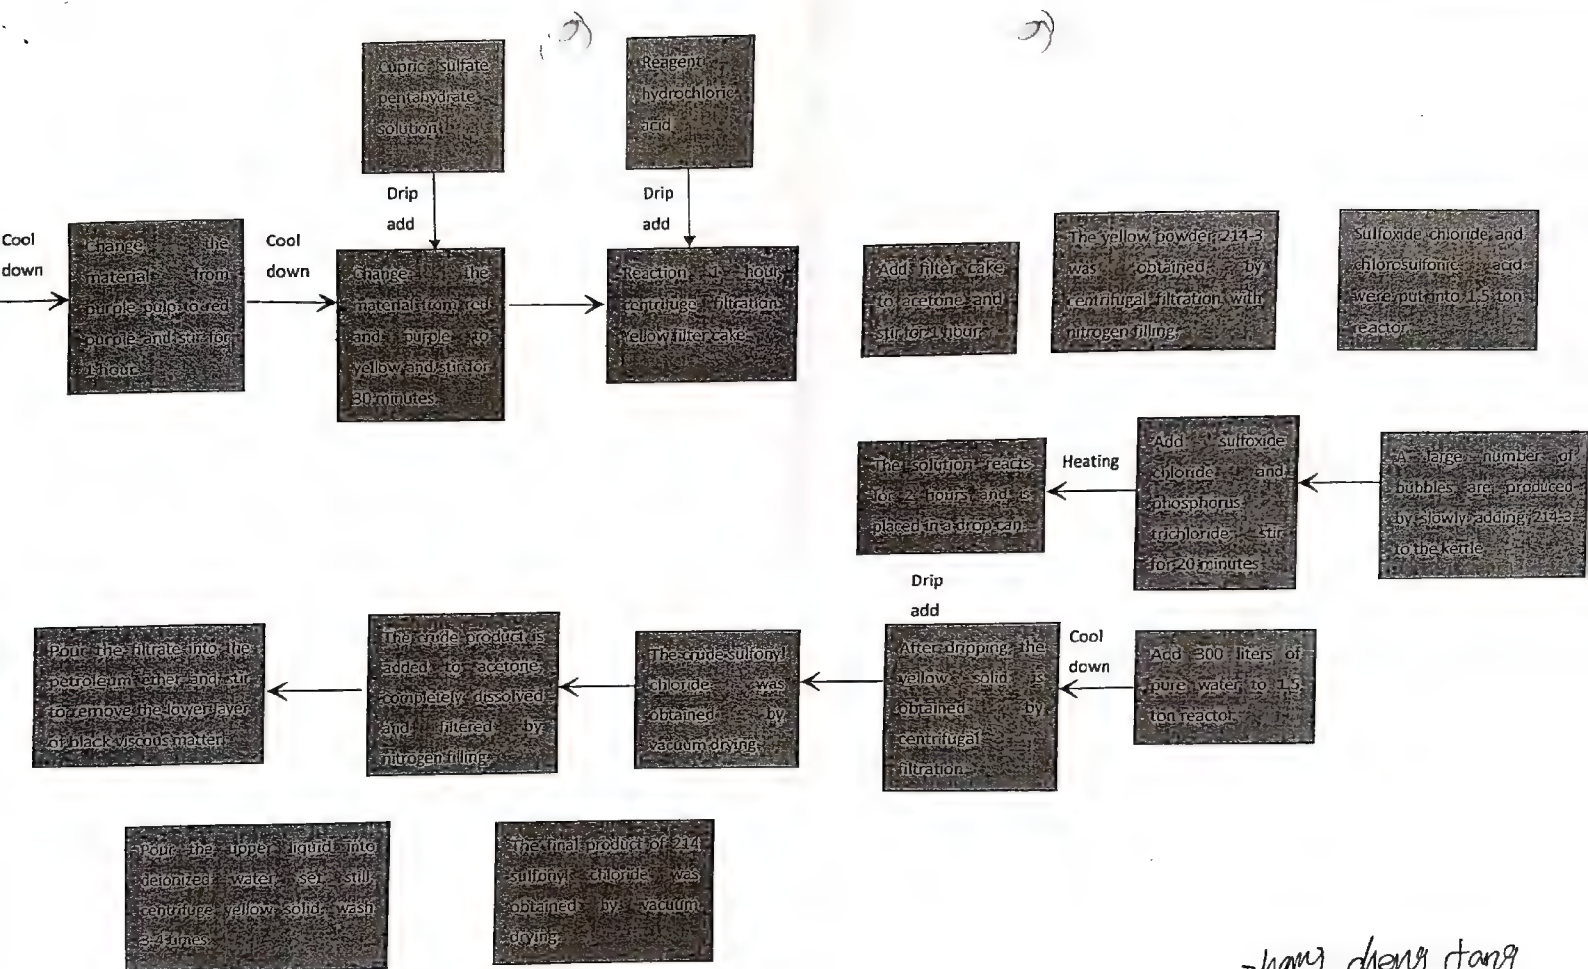 Cupric sulfate
pentahydrate
solution
Reagent
hydrochloric
acid
Drip
add
Drip
add
Cool
down
Change the
material from
purple pulp to red
purple and stir for
1 hour
Cool
down
Change the
material from red
and purple to
yellow and stir for
30 minutes.
Reaction 1 hour,
centrifuge filtration
yellow filter cake
Add filter cake
to acetone and
stir for 1 hours
The yellow powder 214-3
was obtained by
centrifugal filtration with
nitrogen filling
Sulfoxide chloride and
chlorosulfonic acid
were put into 1.5 ton
reactor
The solution reacts
for 2 hours and is
placed in a drop can
Heating
Add sulfoxide
chloride and
phosphorus
trichloride stir
for 20 minutes
A large number of
bubbles are produced
by slowly adding 214-3
to the kettle
Drip
add
Pour the filtrate into the
petroleum ether and stir
to remove the lower layer
of black viscous matter
The crude product is
added to acetone,
completely dissolved
and filtered by
nitrogen filling
The crude sulfonyl
chloride was
obtained by
vacuum drying.
After dripping, the
yellow solid is
obtained by
centrifugal
filtration
Cool
down
Add 300 liters of
pure water to 1.5
ton reactor
Pour the upper liquid into
deionized water, set still,
centrifuge yellow solid, wash
3-4 times
The final product of 214
sulfonyl chloride was
obtained by vacuum
drying